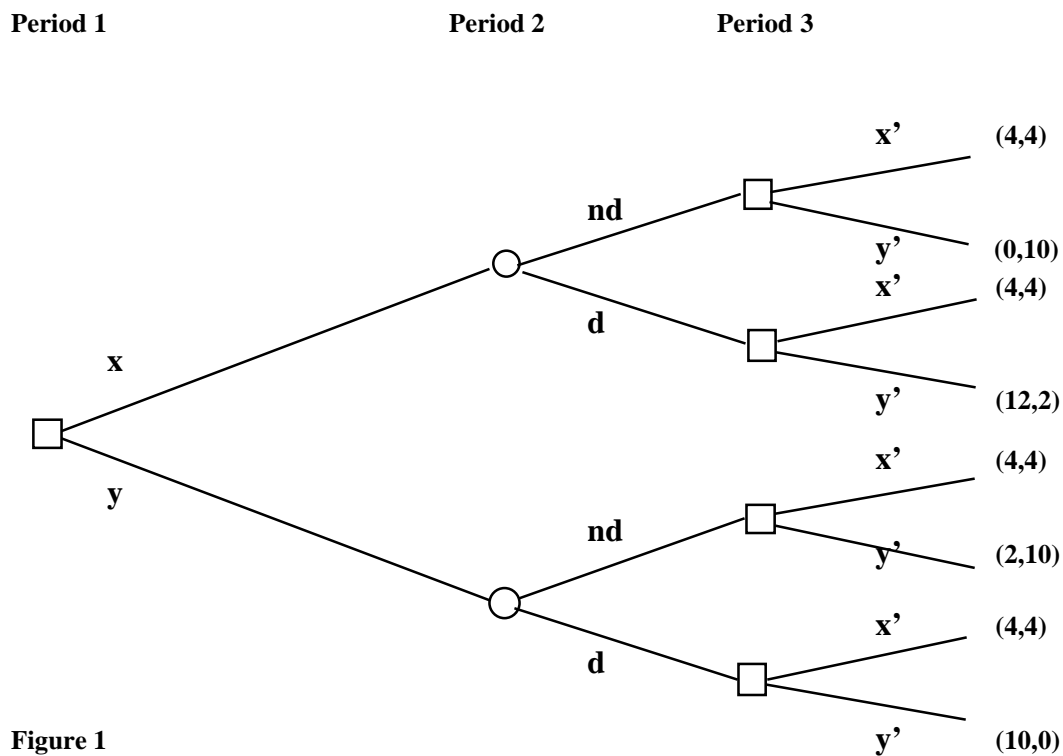 Period 1 Period 2 Period 3
x’ (4,4)
nd
y’ (0,10)
x’ (4,4)
d
x
y’ (12,2)
x’ (4,4)
y
nd
y’ (2,10)
x’ (4,4)
d
Figure 1 y’ (10,0)